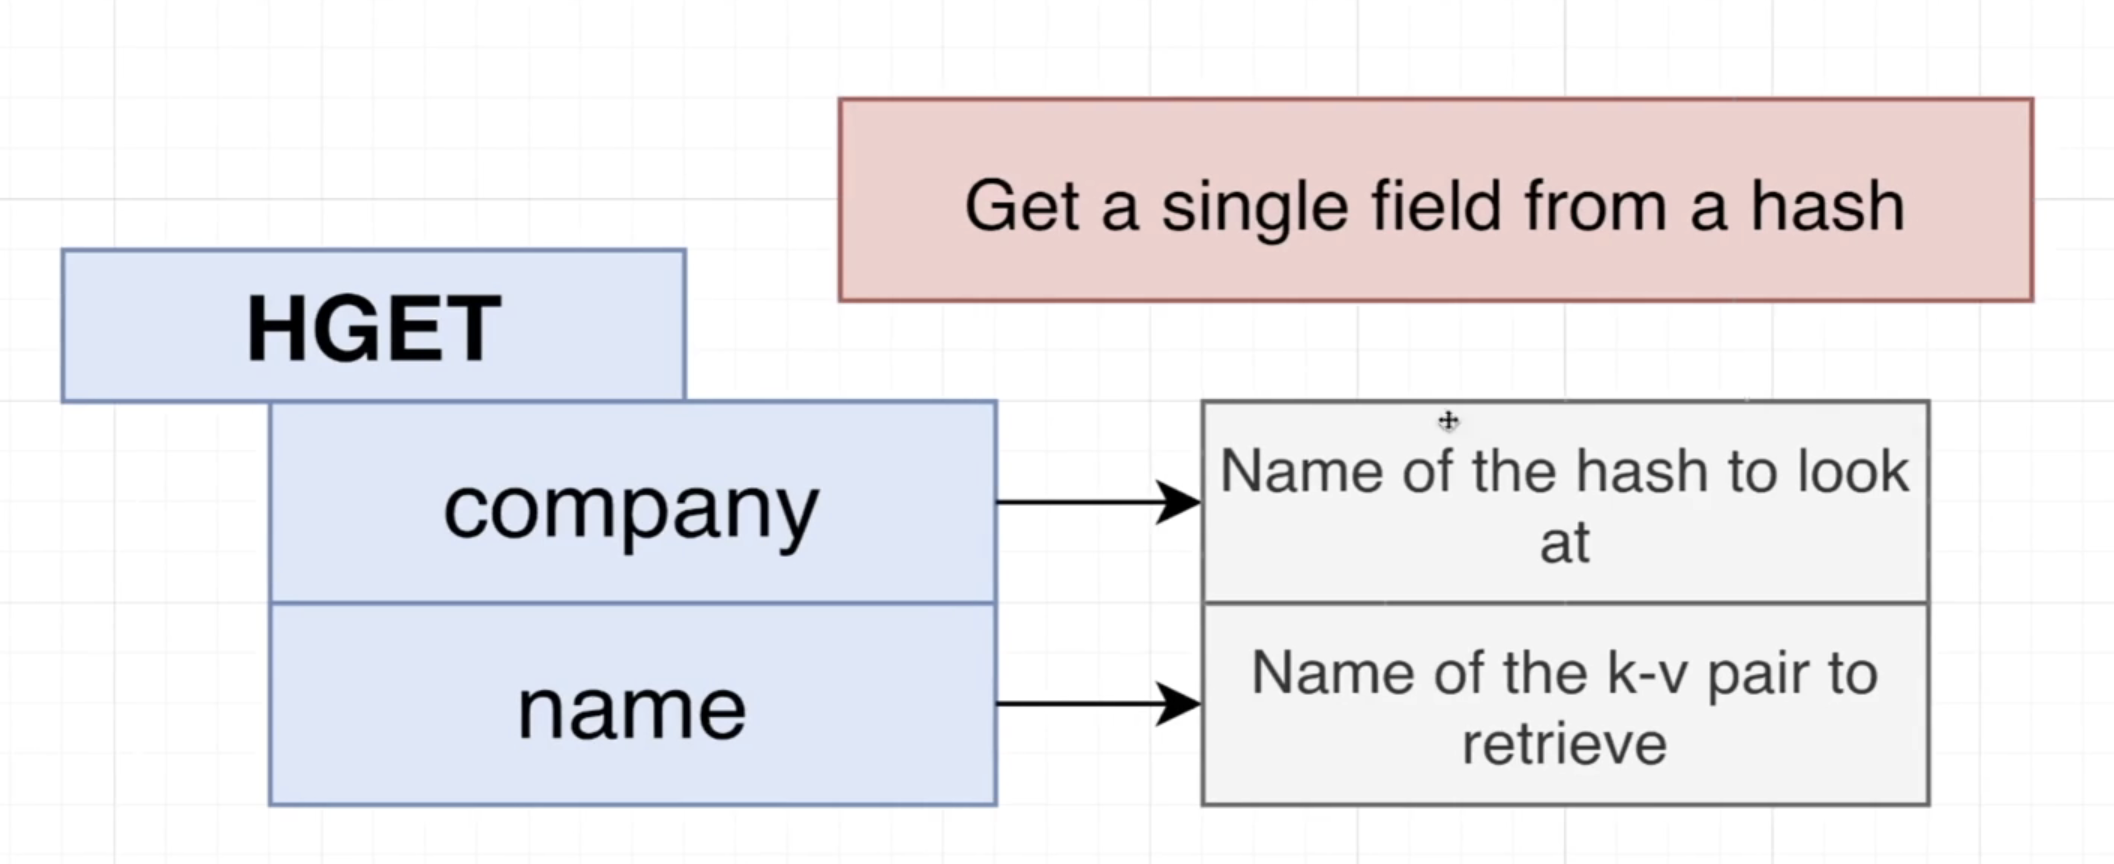 Get a single field from a hash
HGET
company
Name of the hash to look
at
name
Name of the k-v pair to
retrieve